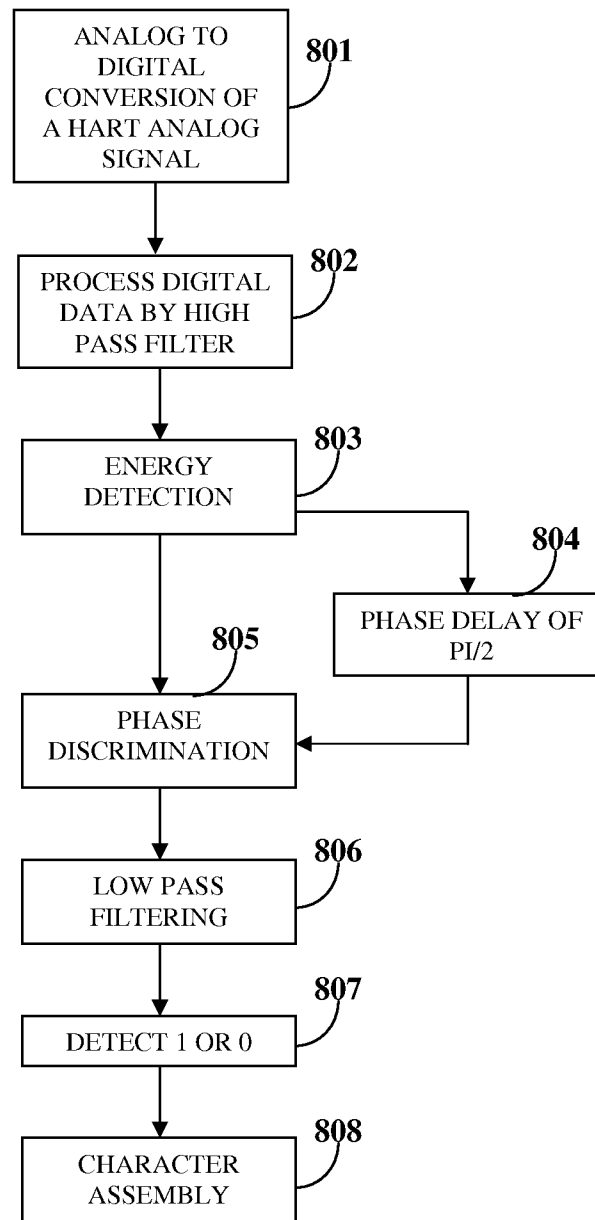 ANALOG TO
DIGITAL
CONVERSION OF
A HART ANALOG
SIGNAL
801
PROCESS DIGITAL
DATA BY HIGH
PASS FILTER
802
ENERGY
DETECTION
803
PHASE DELAY OF
PI/2
804
PHASE
DISCRIMINATION
805
LOW PASS
FILTERING
806
DETECT 1 OR 0
807
CHARACTER
ASSEMBLY
808